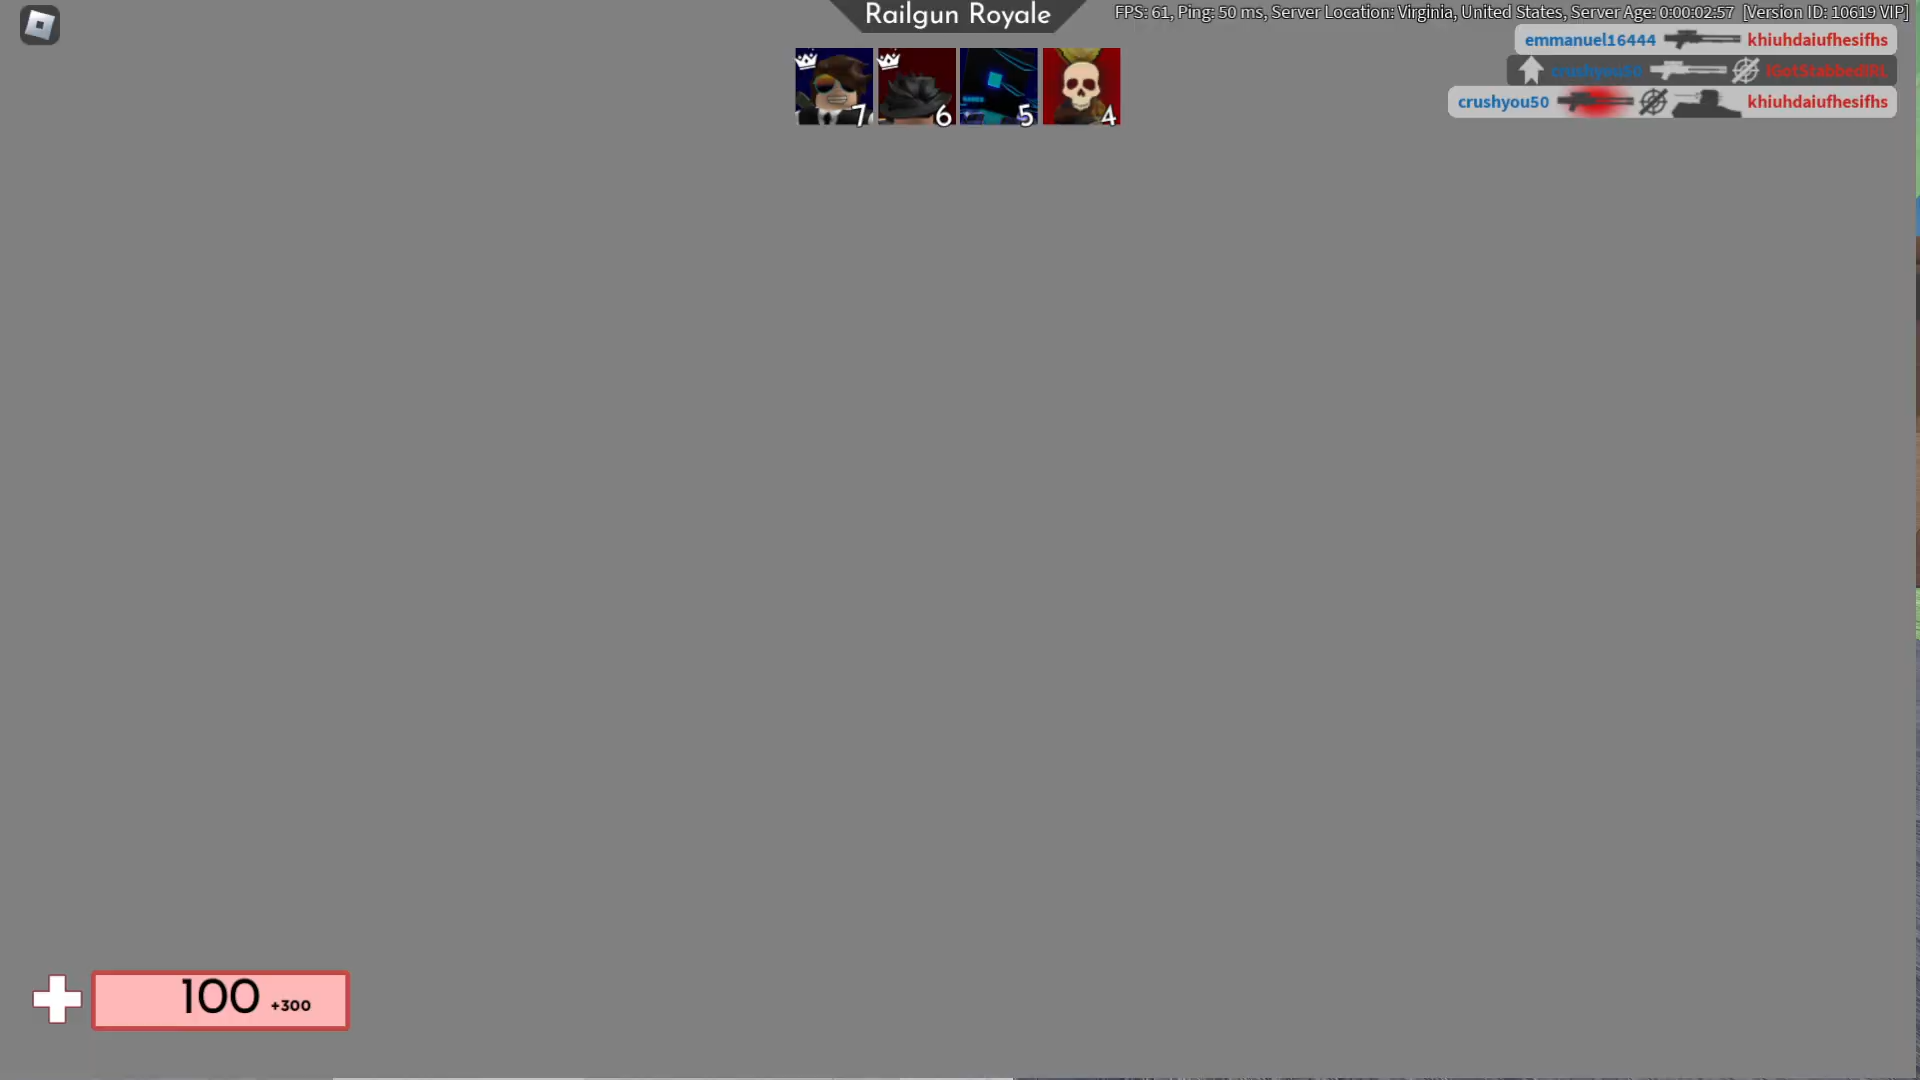 Railgun Royale
FPS: 61, Ping: 50 ms, Server Location: Virginia, United States, Server Age: 0:00:02:57 [Version ID: 10619 VIP]
emmanuel16444 khiuhdaiufhesifhs
crushyou50 IGotStabbedIRL
crushyou50 khiuhdaiufhesifhs
7 6 5 4
100 +300